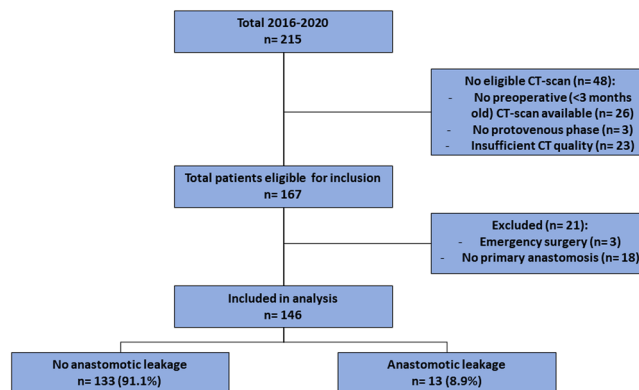 Total 2016-2020
n= 215
No eligible CT-scan (n= 48):
- No preoperative (<3 months
old) CT-scan available (n= 26)
- No protovenous phase (n= 3)
- Insufficient CT quality (n= 23)
Total patients eligible for inclusion
n= 167
Excluded (n= 21):
- Emergency surgery (n= 3)
- No primary anastomosis (n= 18)
Included in analysis
n= 146
No anastomotic leakage
n= 133 (91.1%)
Anastomotic leakage
n= 13 (8.9%)